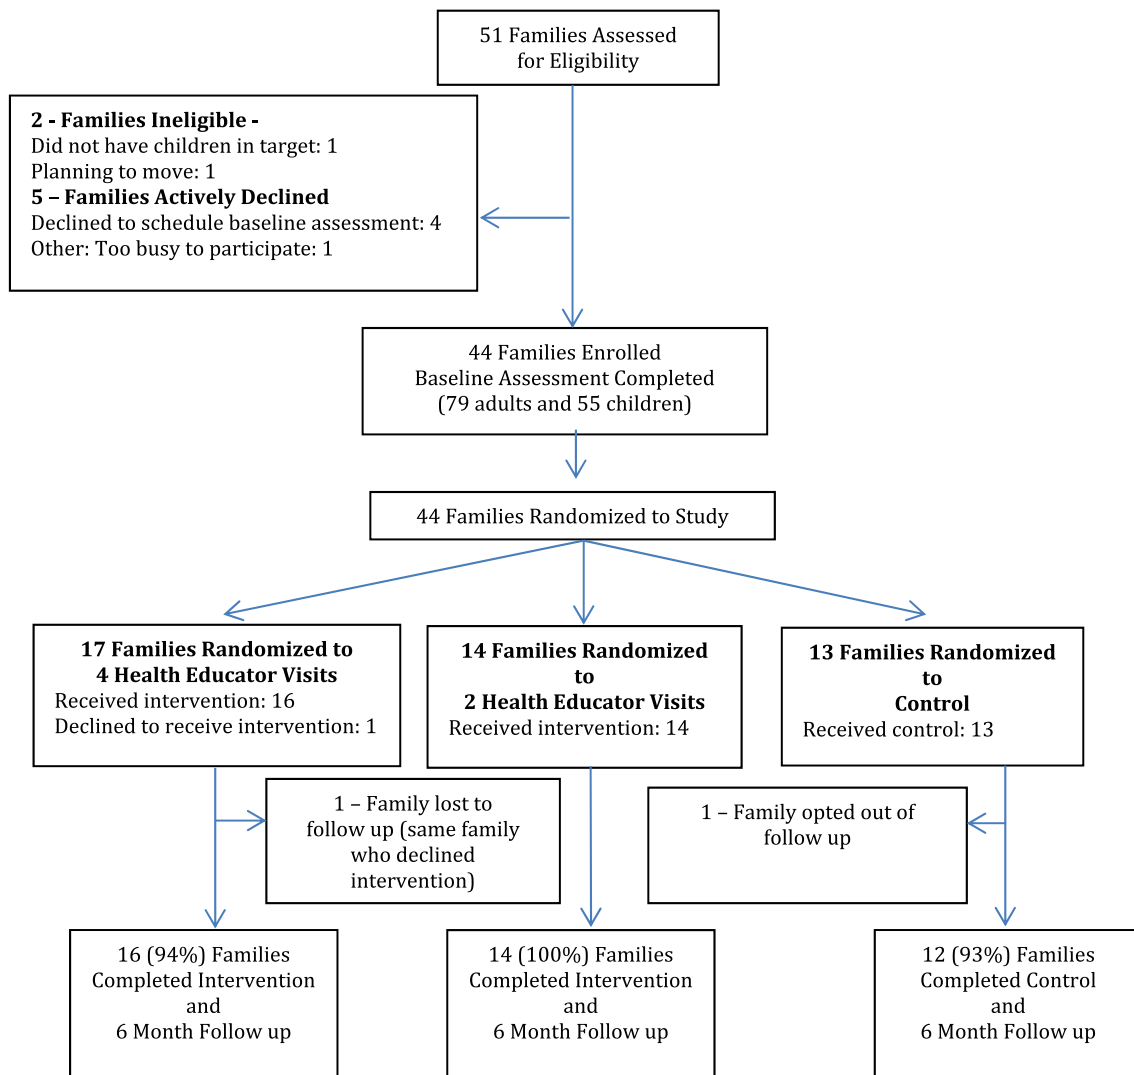 51 Families Assessed
for Eligibility
2 - Families Ineligible -
Did not have children in target: 1
Planning to move: 1
5 – Families Actively Declined
Declined to schedule baseline assessment: 4
Other: Too busy to participate: 1
44 Families Enrolled
Baseline Assessment Completed
(79 adults and 55 children)
44 Families Randomized to Study
17 Families Randomized to
4 Health Educator Visits
Received intervention: 16
Declined to receive intervention: 1
14 Families Randomized
to
2 Health Educator Visits
Received intervention: 14
13 Families Randomized
to
Control
Received control: 13
1 – Family lost to
follow up (same family
who declined
intervention)
1 – Family opted out of
follow up
16 (94%) Families
Completed Intervention
and
6 Month Follow up
14 (100%) Families
Completed Intervention
and
6 Month Follow up
12 (93%) Families
Completed Control
and
6 Month Follow up